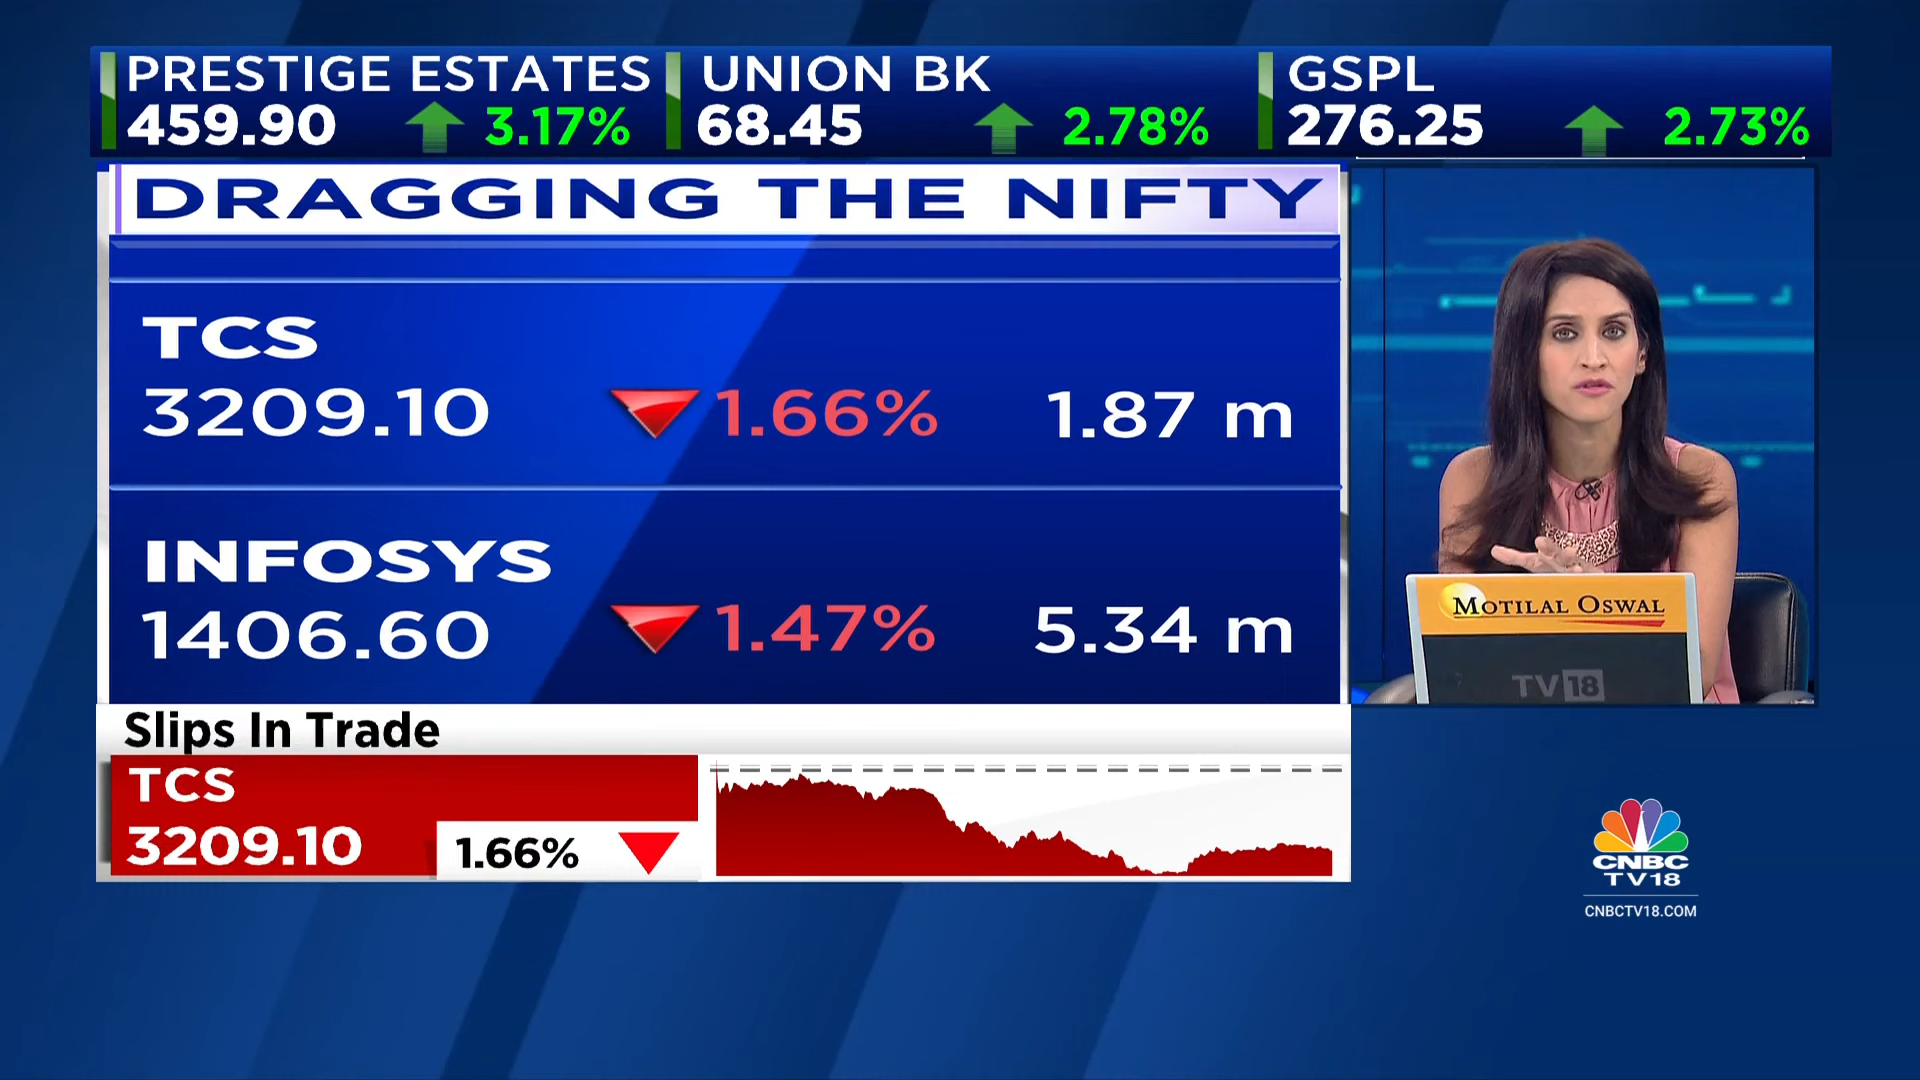 PRESTIGE ESTATES UNION BK GSPL
459.90 3.17% 68.45 2.78% 276.25 2.73%
DRAGGING THE NIFTY
TCS
3209.10 1.66% 1.87 m
INFOSYS
1406.60 1.47% 5.34 m
Slips In Trade
TCS
3209.10
1.66%
MOTILAL OSWAL
TV18
CNBC
TV18
CNBCTV18.COM